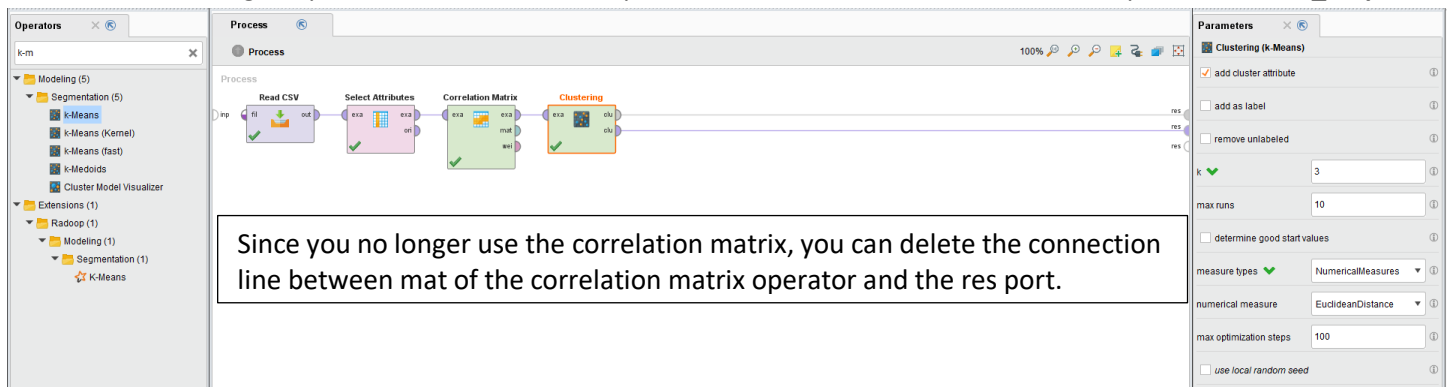 Operators
k-m
Modeling (5)
Segmentation (5)
k-Means
k-Means (Kernel)
k-Means (fast)
k-Medoids
Cluster Model Visualizer
Extensions (1)
Radoop (1)
Modeling (1)
Segmentation (1)
K-Means
Process
Process
100%
Process
Read CSV
Select Attributes
Correlation Matrix
Clustering
inp
fil out
exa exa
ori
exa exa
mat
wei
exa clu
clu
res
res
res
Since you no longer use the correlation matrix, you can delete the connection
line between mat of the correlation matrix operator and the res port.
Parameters
Clustering (k-Means)
add cluster attribute
add as label
remove unlabeled
k 3
max runs 10
determine good start values
measure types NumericalMeasures
numerical measure EuclideanDistance
max optimization steps 100
use local random seed